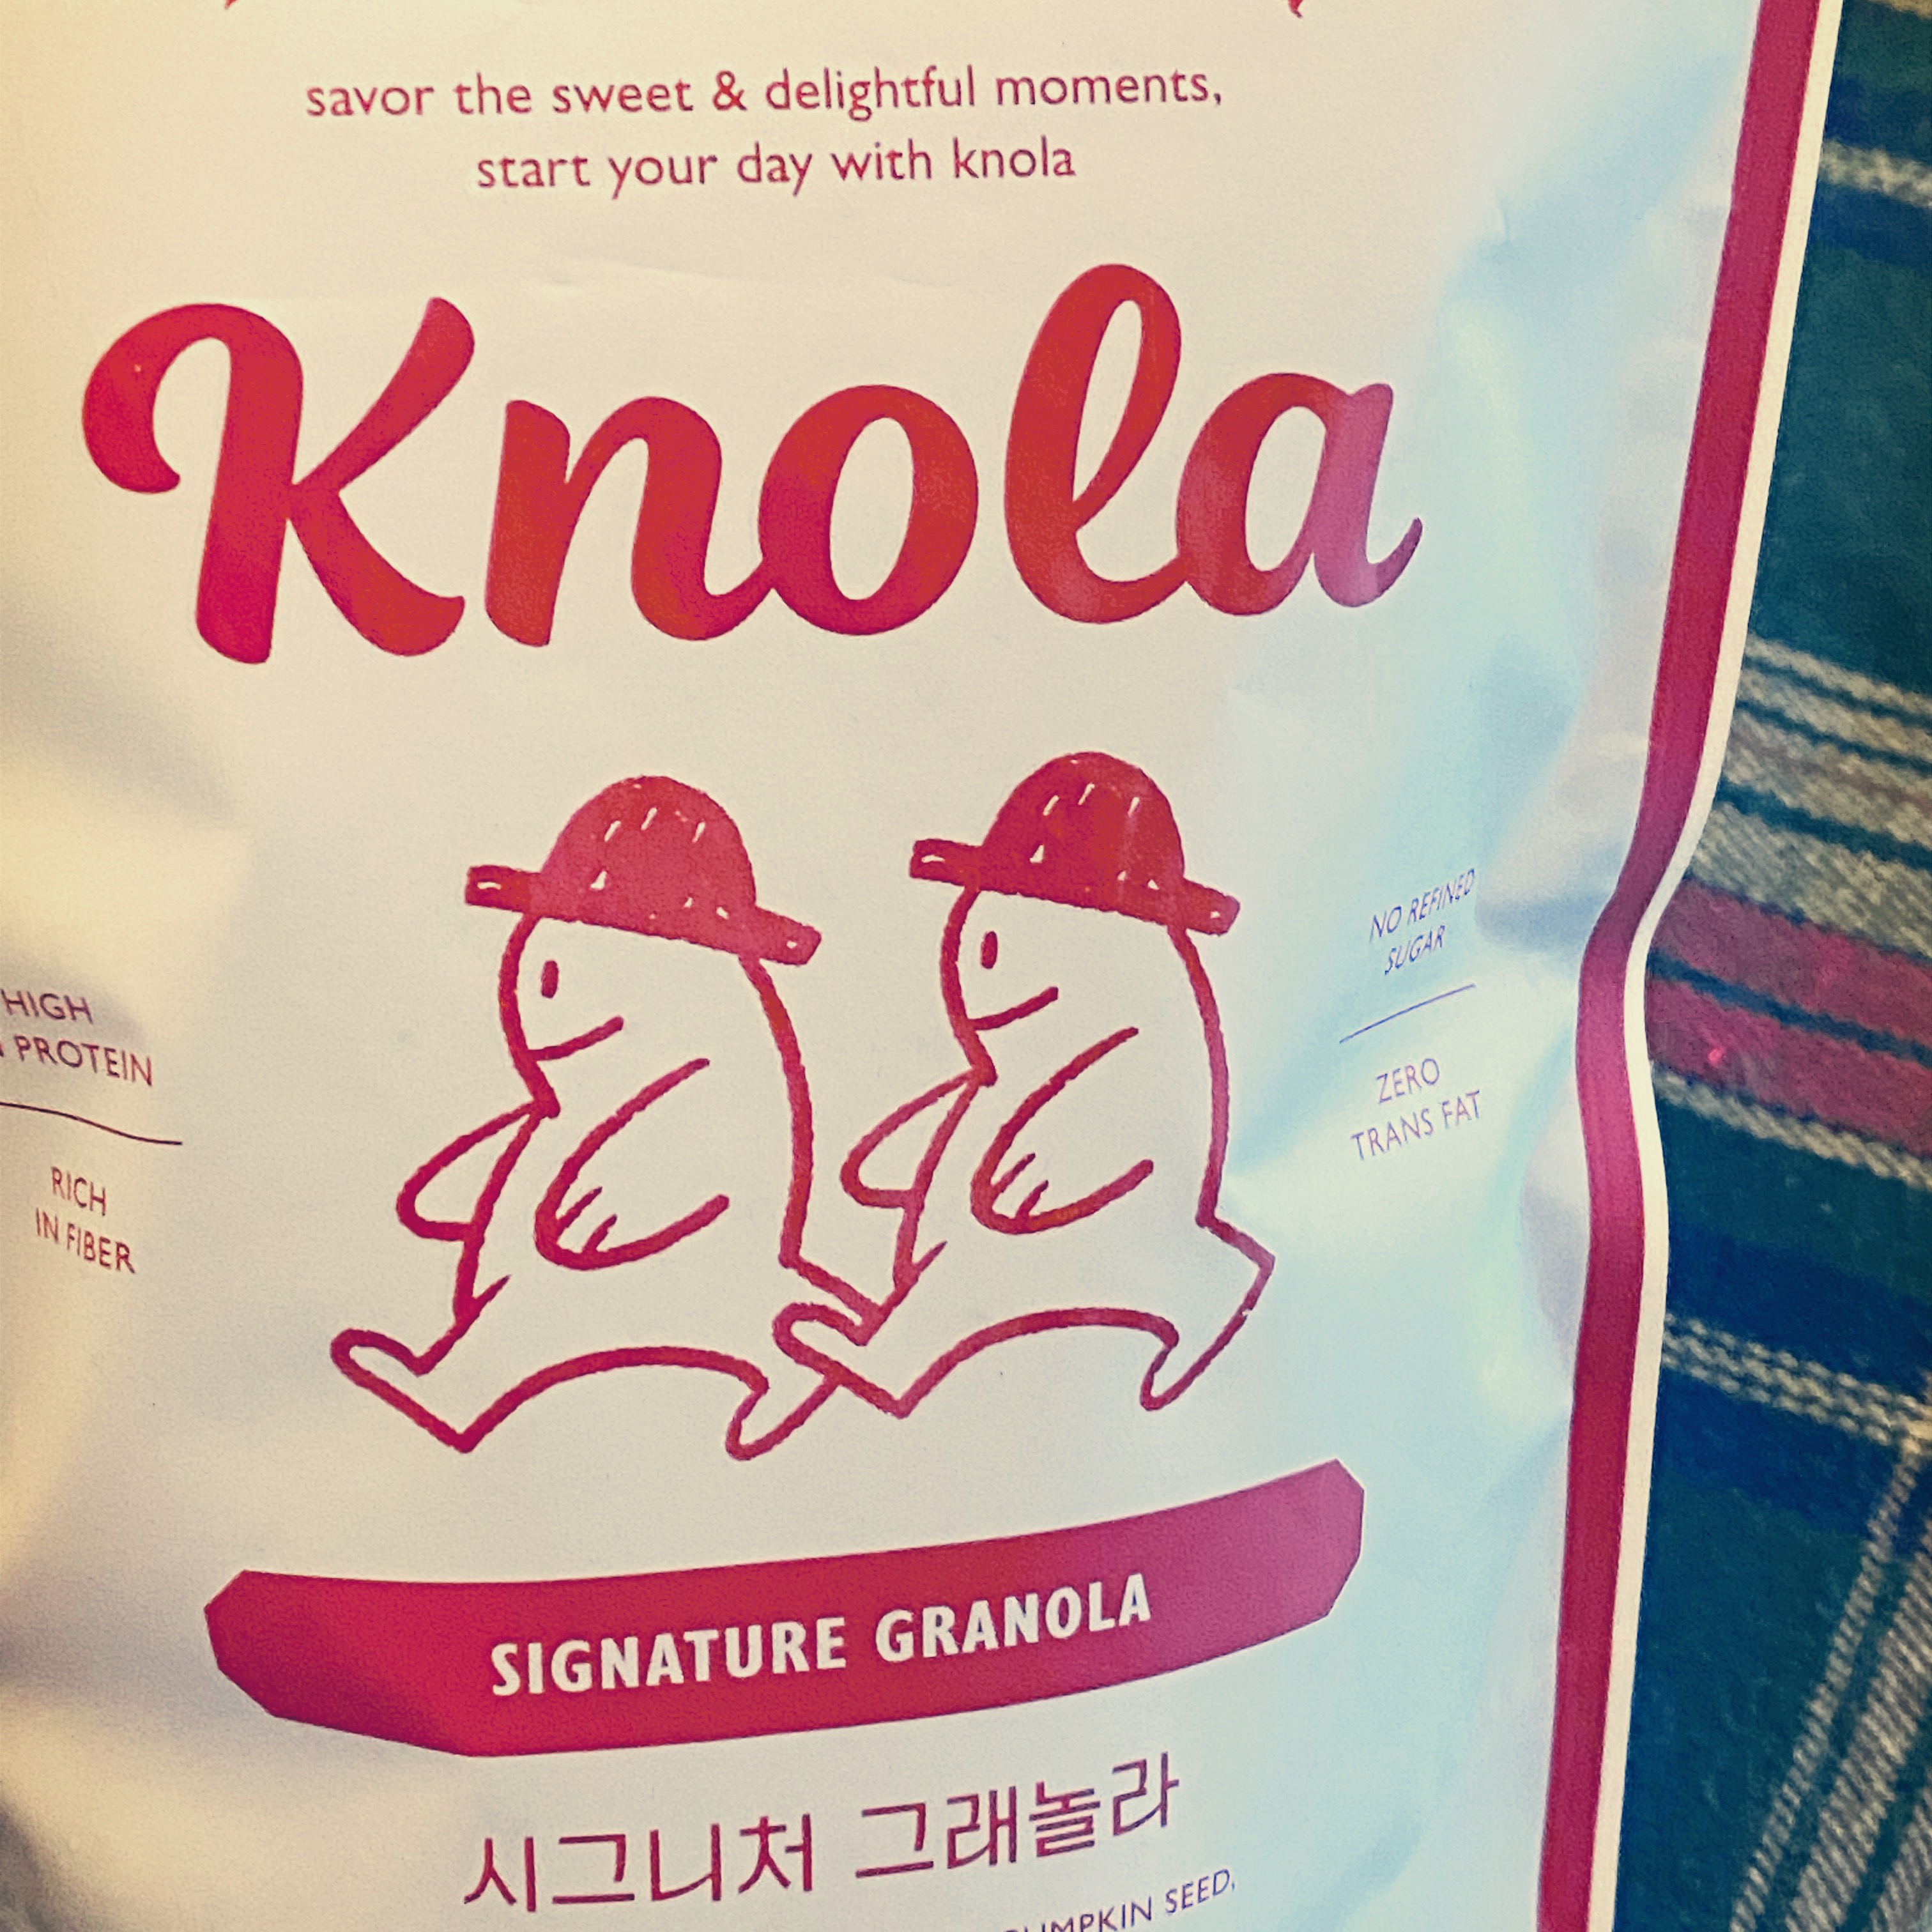 savor the sweet & delightful moments,
start your day with knola
Knola
HIGH
PROTEIN
RICH
IN FIBER
NO REFINED
SUGAR
ZERO
TRANS FAT
SIGNATURE GRANOLA
시그니처 그래놀라
PUMPKIN SEED,